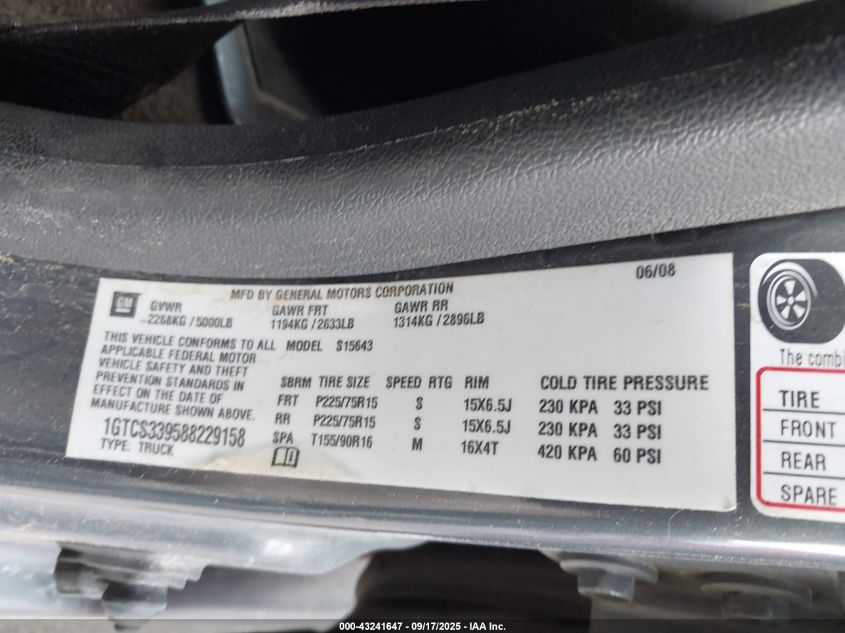 MFD BY GENERAL MOTORS CORPORATION 06/08
GM GVWR GAWR FRT GAWR RR
2268KG / 5000LB 1194KG / 2633LB 1314KG / 2896LB
THIS VEHICLE CONFORMS TO ALL MODEL S15643
APPLICABLE FEDERAL MOTOR
VEHICLE SAFETY AND THEFT
PREVENTION STANDARDS IN
EFFECT ON THE DATE OF
MANUFACTURE SHOWN ABOVE.
1GTCS339588229158
TYPE: TRUCK
SBRM TIRE SIZE SPEED RTG RIM COLD TIRE PRESSURE
FRT P225/75R15 S 15X6.5J 230 KPA 33 PSI
RR P225/75R15 S 15X6.5J 230 KPA 33 PSI
SPA T155/90R16 M 16X4T 420 KPA 60 PSI
The combi
TIRE
FRONT
REAR
SPARE
000-43241647 - 09/17/2025 - IAA Inc.